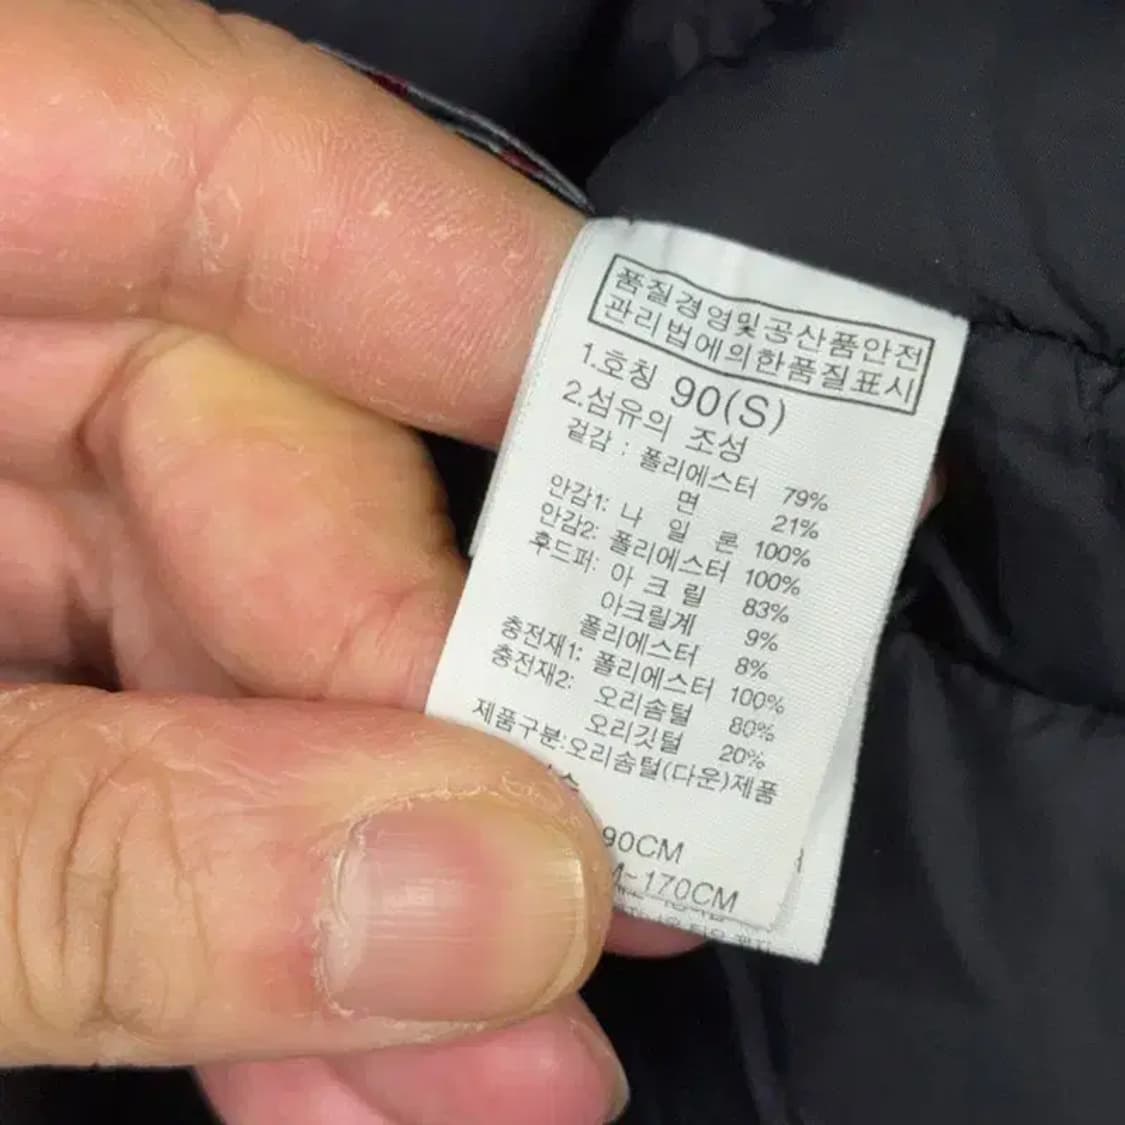 품질경영및공산품안전
관리법에의한품질표시
1.호칭 90(S)
2.섬유의 조성
겉감 : 폴리에스터 79%
면 21%
안감1: 나 일 론 100%
안감2: 폴리에스터 100%
후드퍼: 아 크 릴 83%
아크릴계 9%
폴리에스터 8%
충전재1: 폴리에스터 100%
충전재2: 오리솜털 80%
오리깃털 20%
제품구분:오리솜털(다운)제품
90CM
~170CM